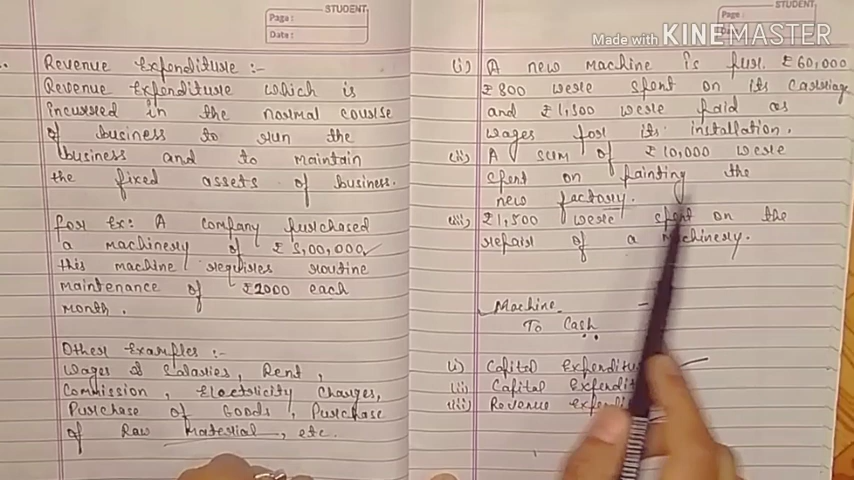 STUDENT
Page:
Date:
Revenue Expenditure :-
Revenue Expenditure which is
incurred in the normal course
of business to run the
business and to maintain
the fixed assets of business.
For Ex: A company purchased
a machinery of ₹ 5,00,000
this machine requires routine
maintenance of ₹2000 each
month.
Other Examples :-
Wages & Salaries, Rent,
Commission, Electricity Charges,
Purchase of Goods, Purchase
of Raw Material, etc.
STUDENT
Page:
Date:
Made with KINEMASTER
(i) A new machine is pur. ₹ 60,000
₹ 800 were spent on its carriage
and ₹1,500 were paid as
wages for its installation.
(ii) A sum of ₹10,000 were
spent on painting the
new factory.
(iii) ₹1,500 were spent on the
repair of a machinery.
Machine
To Cash
(i) Capital Expenditu
(ii) Capital Expendit
(iii) Revenue Expendi